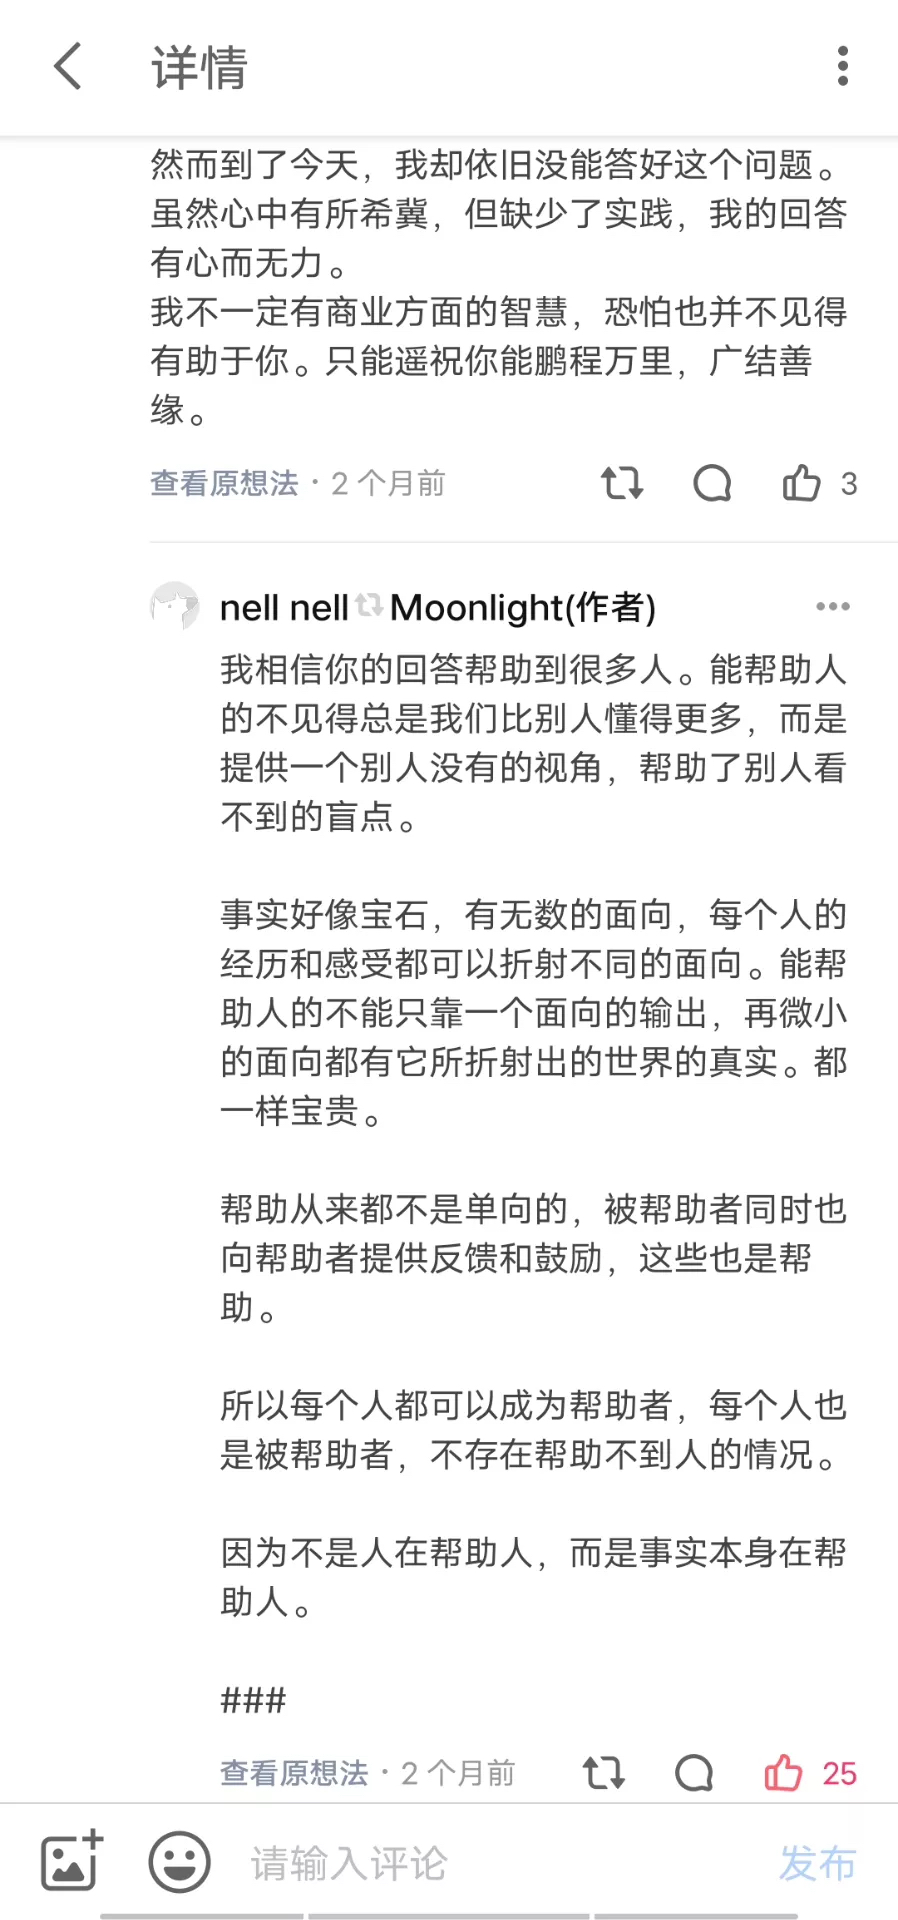 详情
然而到了今天，我却依旧没能答好这个问题。
虽然心中有所希冀，但缺少了实践，我的回答
有心而无力。
我不一定有商业方面的智慧，恐怕也并不见得
有助于你。只能遥祝你能鹏程万里，广结善
缘。
查看原想法 · 2 个月前 3
nell nell Moonlight(作者)
我相信你的回答帮助到很多人。能帮助人
的不见得总是我们比别人懂得更多，而是
提供一个别人没有的视角，帮助了别人看
不到的盲点。
事实好像宝石，有无数的面向，每个人的
经历和感受都可以折射不同的面向。能帮
助人的不能只靠一个面向的输出，再微小
的面向都有它所折射出的世界的真实。都
一样宝贵。
帮助从来都不是单向的，被帮助者同时也
向帮助者提供反馈和鼓励，这些也是帮
助。
所以每个人都可以成为帮助者，每个人也
是被帮助者，不存在帮助不到人的情况。
因为不是人在帮助人，而是事实本身在帮
助人。
###
查看原想法 · 2 个月前 25
请输入评论 发布